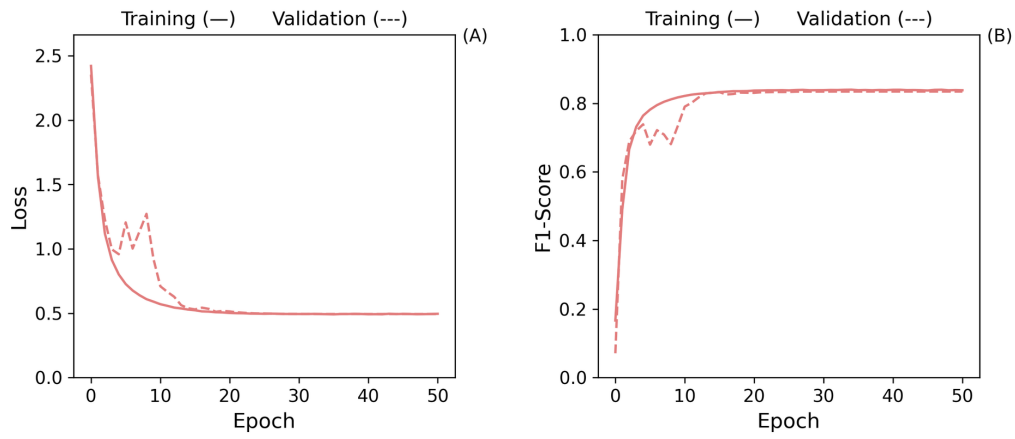 Training (—) Validation (---)
(A)
2.5
2.0
1.5
1.0
0.5
0.0
Loss
0 10 20 30 40 50
Epoch
Training (—) Validation (---)
(B)
1.0
0.8
0.6
0.4
0.2
0.0
F1-Score
0 10 20 30 40 50
Epoch